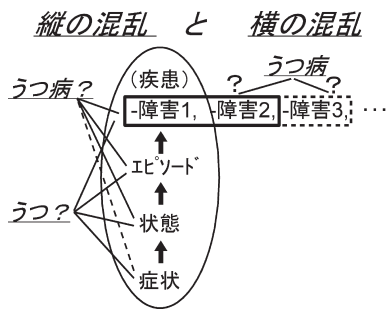 縦の混乱 と 横の混乱
(疾患)
うつ病
うつ病?
? ?
-障害1, -障害2, -障害3, ···
エピソード
うつ?
状態
症状